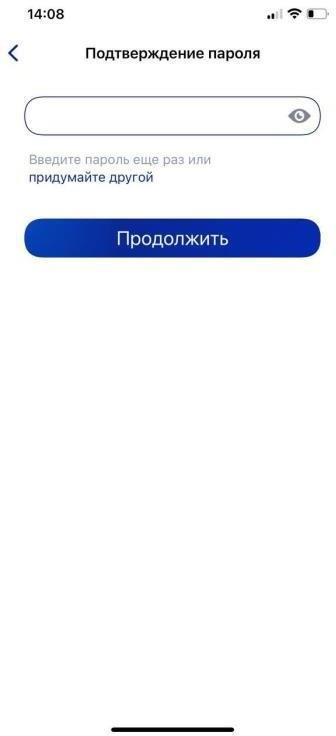 14:08
Подтверждение пароля
Введите пароль еще раз или
придумайте другой
Продолжить